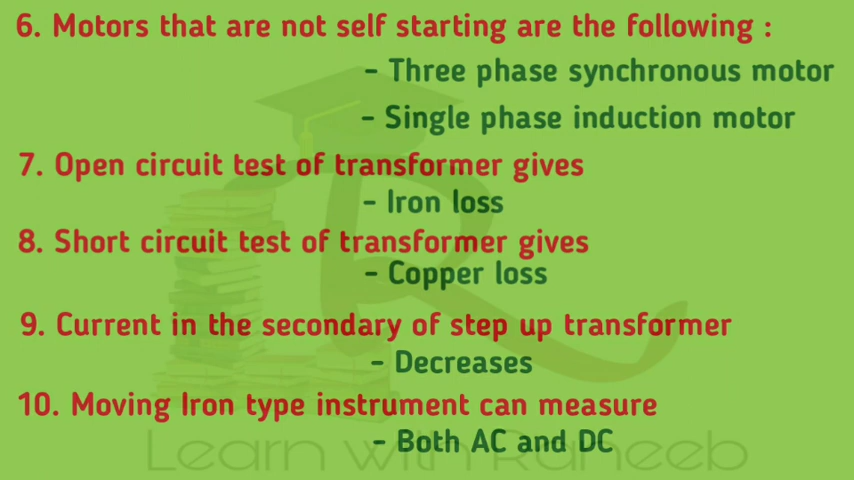 6. Motors that are not self starting are the following :
- Three phase synchronous motor
- Single phase induction motor
7. Open circuit test of transformer gives
- Iron loss
8. Short circuit test of transformer gives
- Copper loss
9. Current in the secondary of step up transformer
- Decreases
10. Moving Iron type instrument can measure
- Both AC and DC
Learn with Raheeb